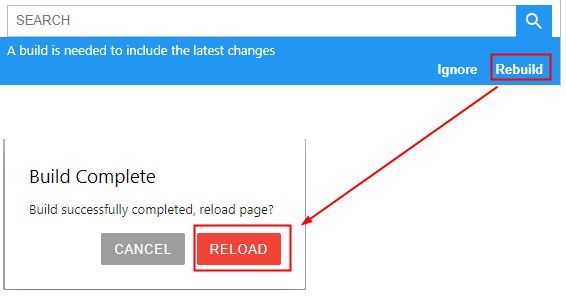 SEARCH
A build is needed to include the latest changes
Ignore Rebuild
Build Complete
Build successfully completed, reload page?
CANCEL RELOAD